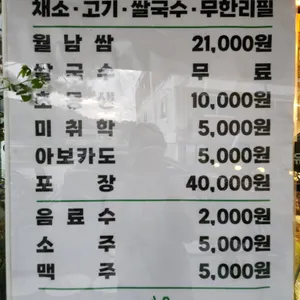 채소·고기·쌀국수·무한리필
월남쌈 21,000원
쌀국수 무료
초등생 10,000원
미취학 5,000원
아보카도 5,000원
포장 40,000원
음료수 2,000원
소주 5,000원
맥주 5,000원